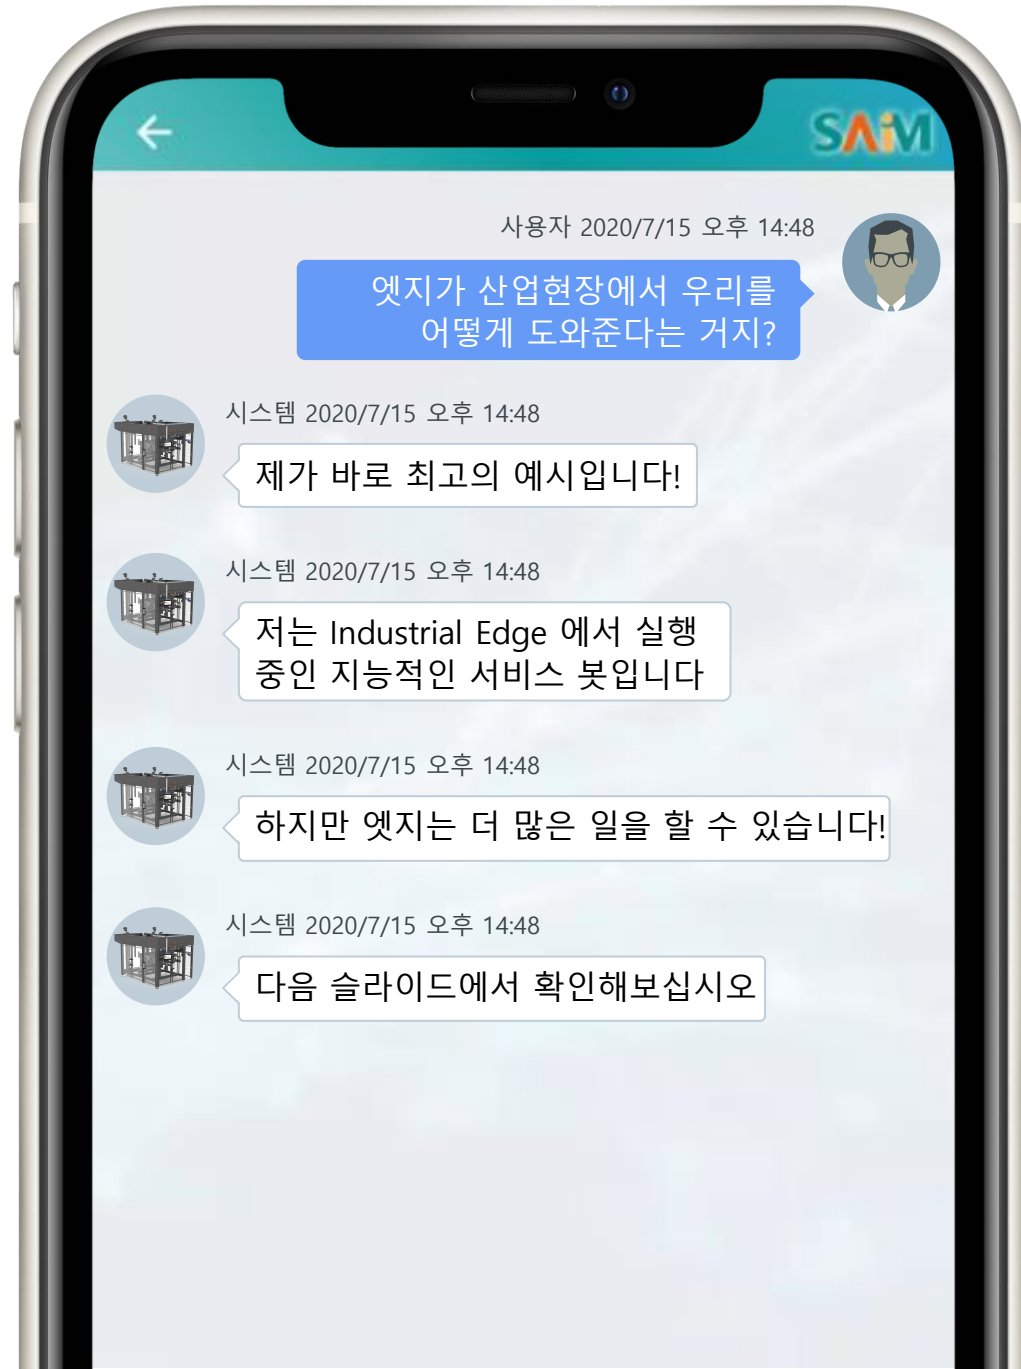 SAiM
사용자 2020/7/15 오후 14:48
엣지가 산업현장에서 우리를
어떻게 도와준다는 거지?
시스템 2020/7/15 오후 14:48
제가 바로 최고의 예시입니다!
시스템 2020/7/15 오후 14:48
저는 Industrial Edge 에서 실행
중인 지능적인 서비스 봇입니다
시스템 2020/7/15 오후 14:48
하지만 엣지는 더 많은 일을 할 수 있습니다!
시스템 2020/7/15 오후 14:48
다음 슬라이드에서 확인해보십시오